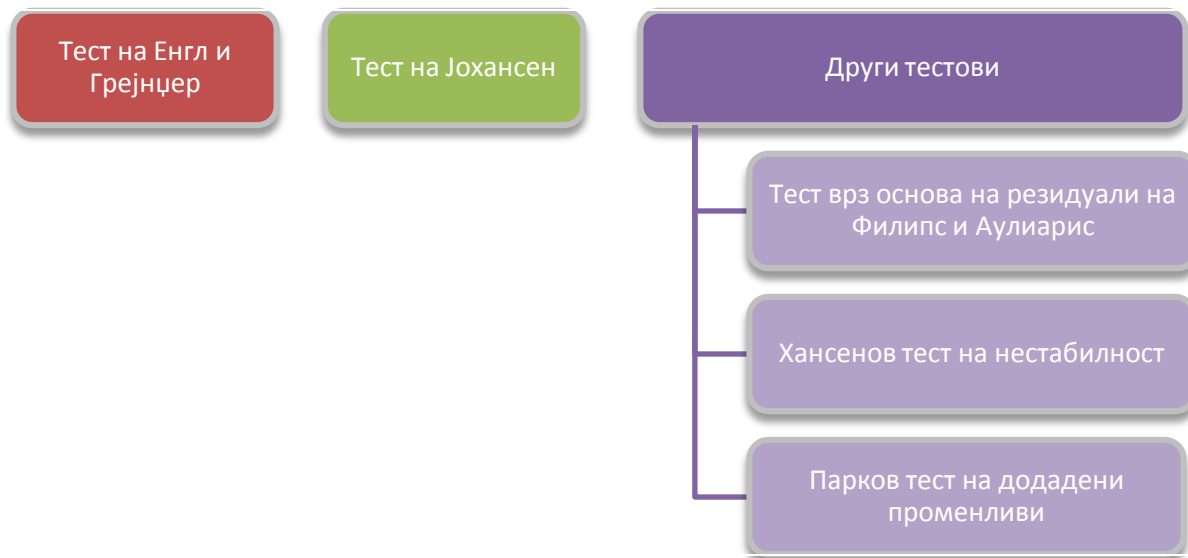 Тест на Енгл и
Грејнџер
Тест на Јохансен
Други тестови
Тест врз основа на резидуали на
Филипс и Аулиарис
Хансенов тест на нестабилност
Парков тест на додадени
променливи